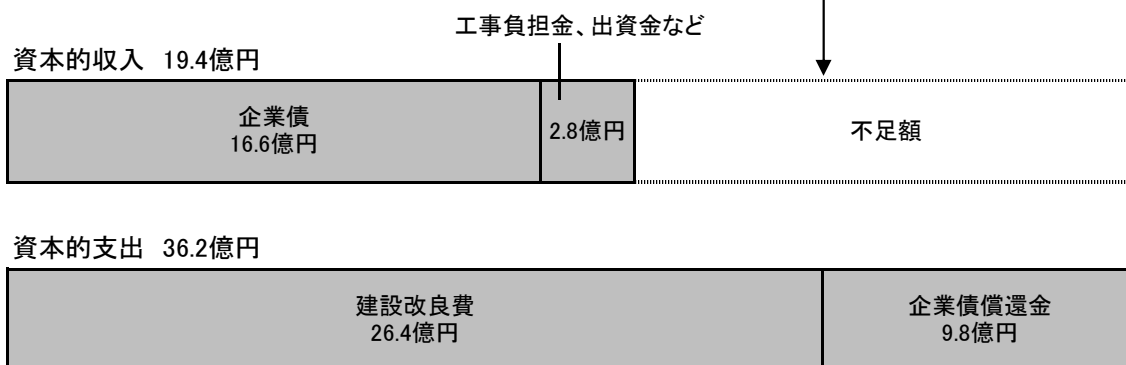 工事負担金、出資金など
資本的収入 19.4億円
企業債
16.6億円
2.8億円
不足額
資本的支出 36.2億円
建設改良費
26.4億円
企業債償還金
9.8億円